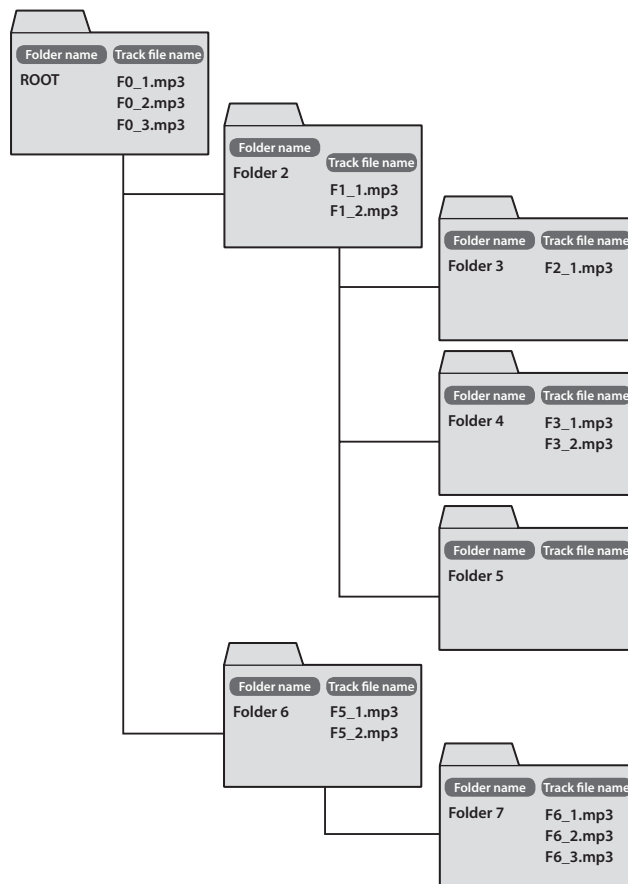 Folder name Track file name
ROOT F0_1.mp3
F0_2.mp3
F0_3.mp3
Folder name
Track file name
Folder 2
F1_1.mp3
F1_2.mp3
Folder name Track file name
Folder 3 F2_1.mp3
Folder name Track file name
Folder 4 F3_1.mp3
F3_2.mp3
Folder name Track file name
Folder 5
Folder name Track file name
Folder 6 F5_1.mp3
F5_2.mp3
Folder name Track file name
Folder 7 F6_1.mp3
F6_2.mp3
F6_3.mp3